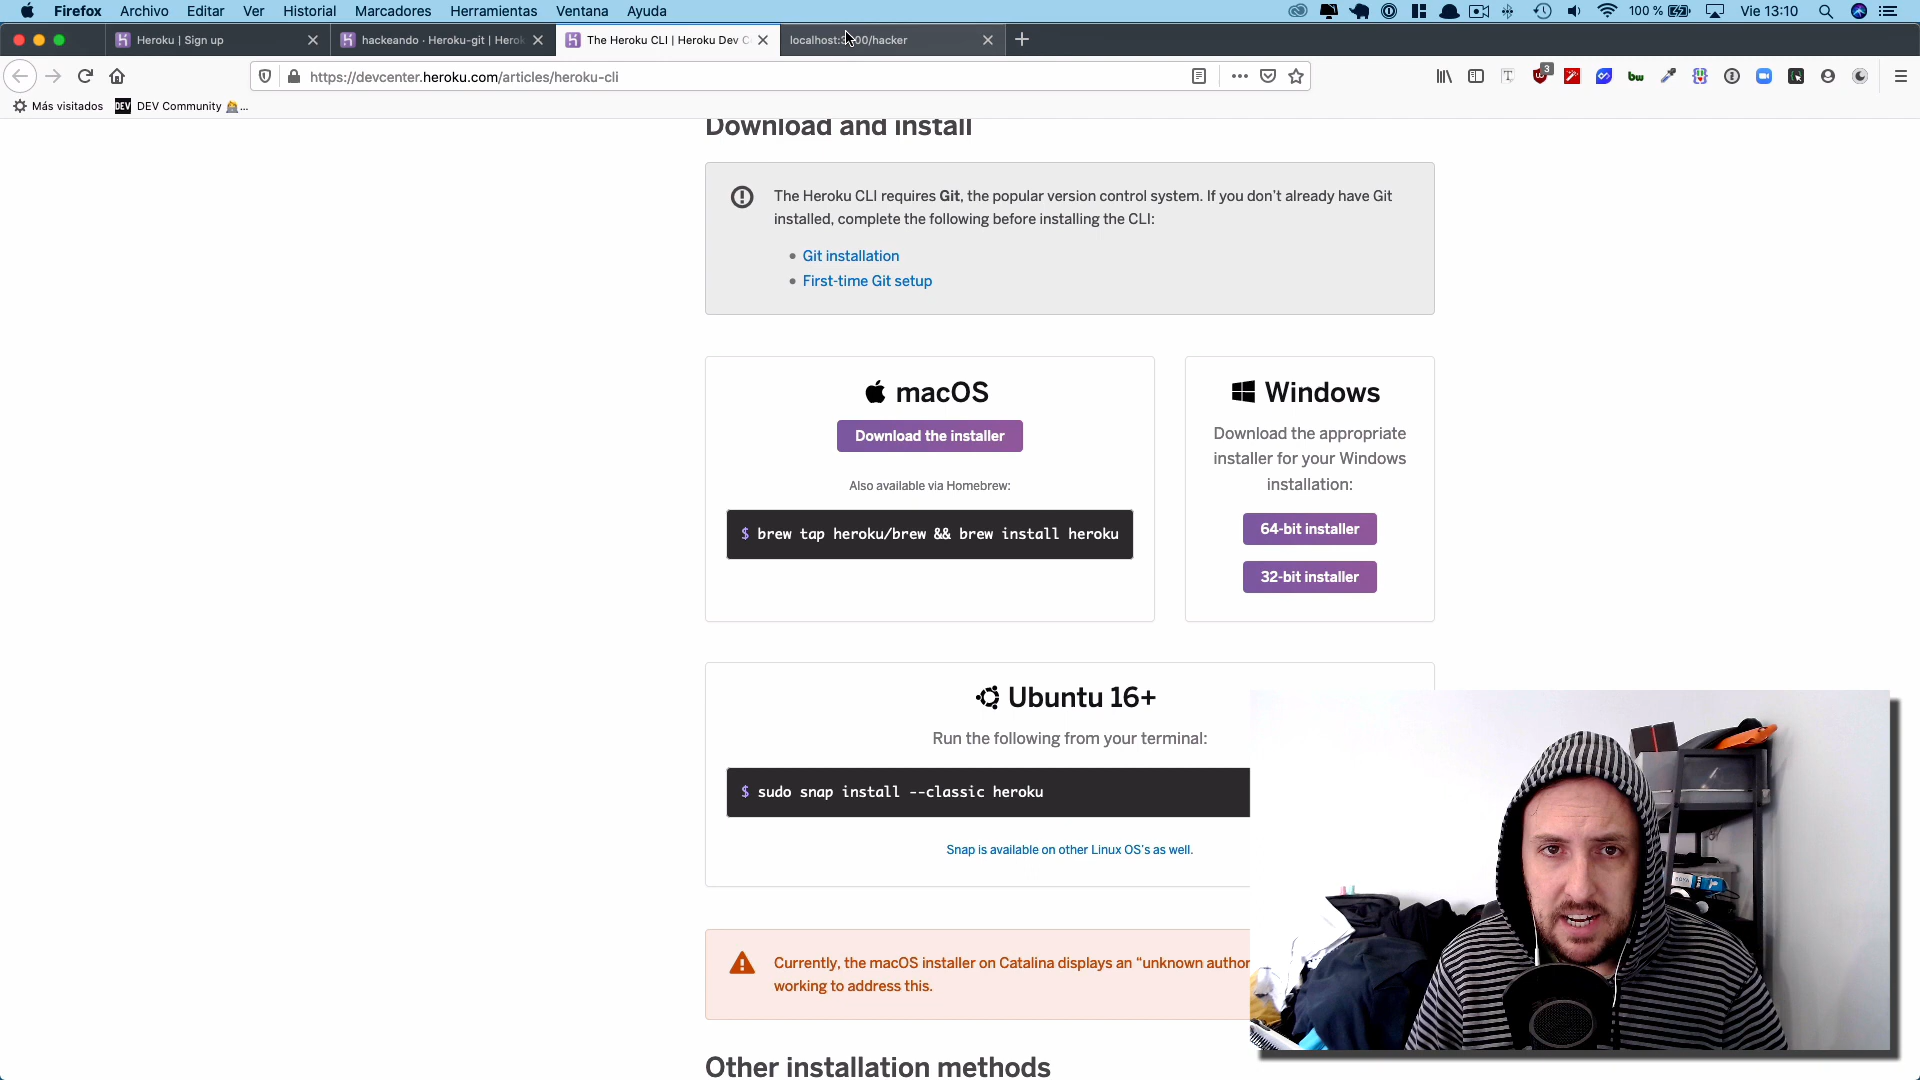 Firefox Archivo Editar Ver Historial Marcadores Herramientas Ventana Ayuda 100 % Vie 13:10
Heroku | Sign up
hackeando · Heroku-git | Herok
The Heroku CLI | Heroku Dev C
localhost:3000/hacker
https://devcenter.heroku.com/articles/heroku-cli
3
Más visitados
DEV DEV Community ...
Download and install
The Heroku CLI requires Git, the popular version control system. If you don't already have Git
installed, complete the following before installing the CLI:
Git installation
First-time Git setup
macOS
Download the installer
Also available via Homebrew:
$ brew tap heroku/brew && brew install heroku
Windows
Download the appropriate
installer for your Windows
installation:
64-bit installer
32-bit installer
Ubuntu 16+
Run the following from your terminal:
$ sudo snap install --classic heroku
Snap is available on other Linux OS's as well.
Currently, the macOS installer on Catalina displays an “unknown author
working to address this.
Other installation methods